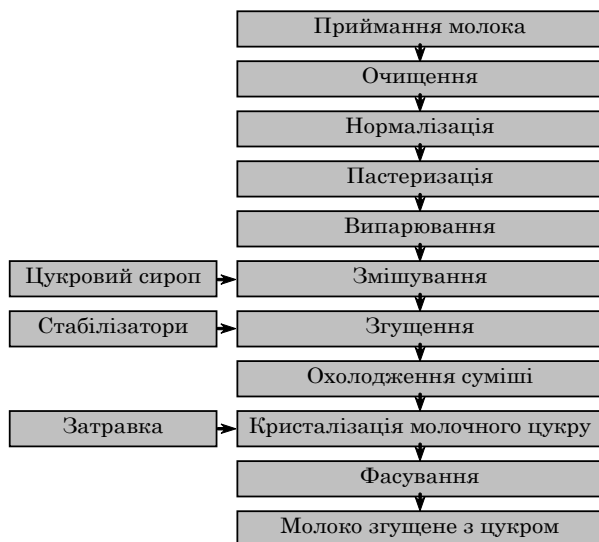 Приймання молока
Очищення
Нормалізація
Пастеризація
Випарювання
Цукровий сироп
Змішування
Стабілізатори
Згущення
Охолодження суміші
Затравка
Кристалізація молочного цукру
Фасування
Молоко згущене з цукром